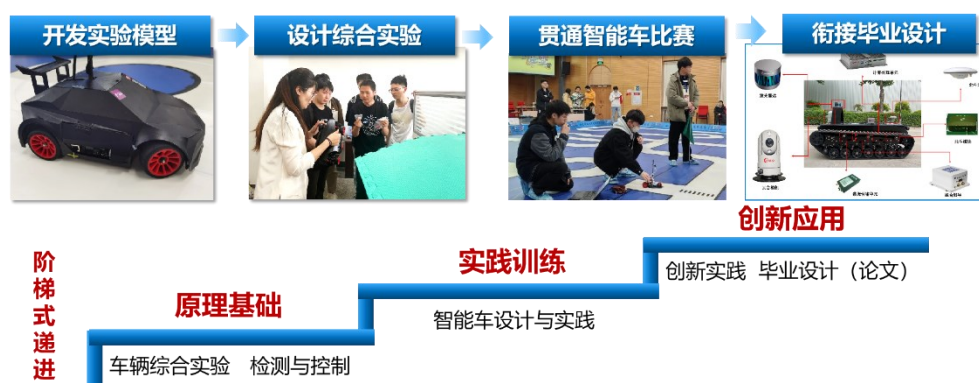 开发实验模型
设计综合实验
贯通智能车比赛
衔接毕业设计
创新应用
创新实践 毕业设计（论文）
实践训练
智能车设计与实践
原理基础
车辆综合实验 检测与控制
阶梯式递进